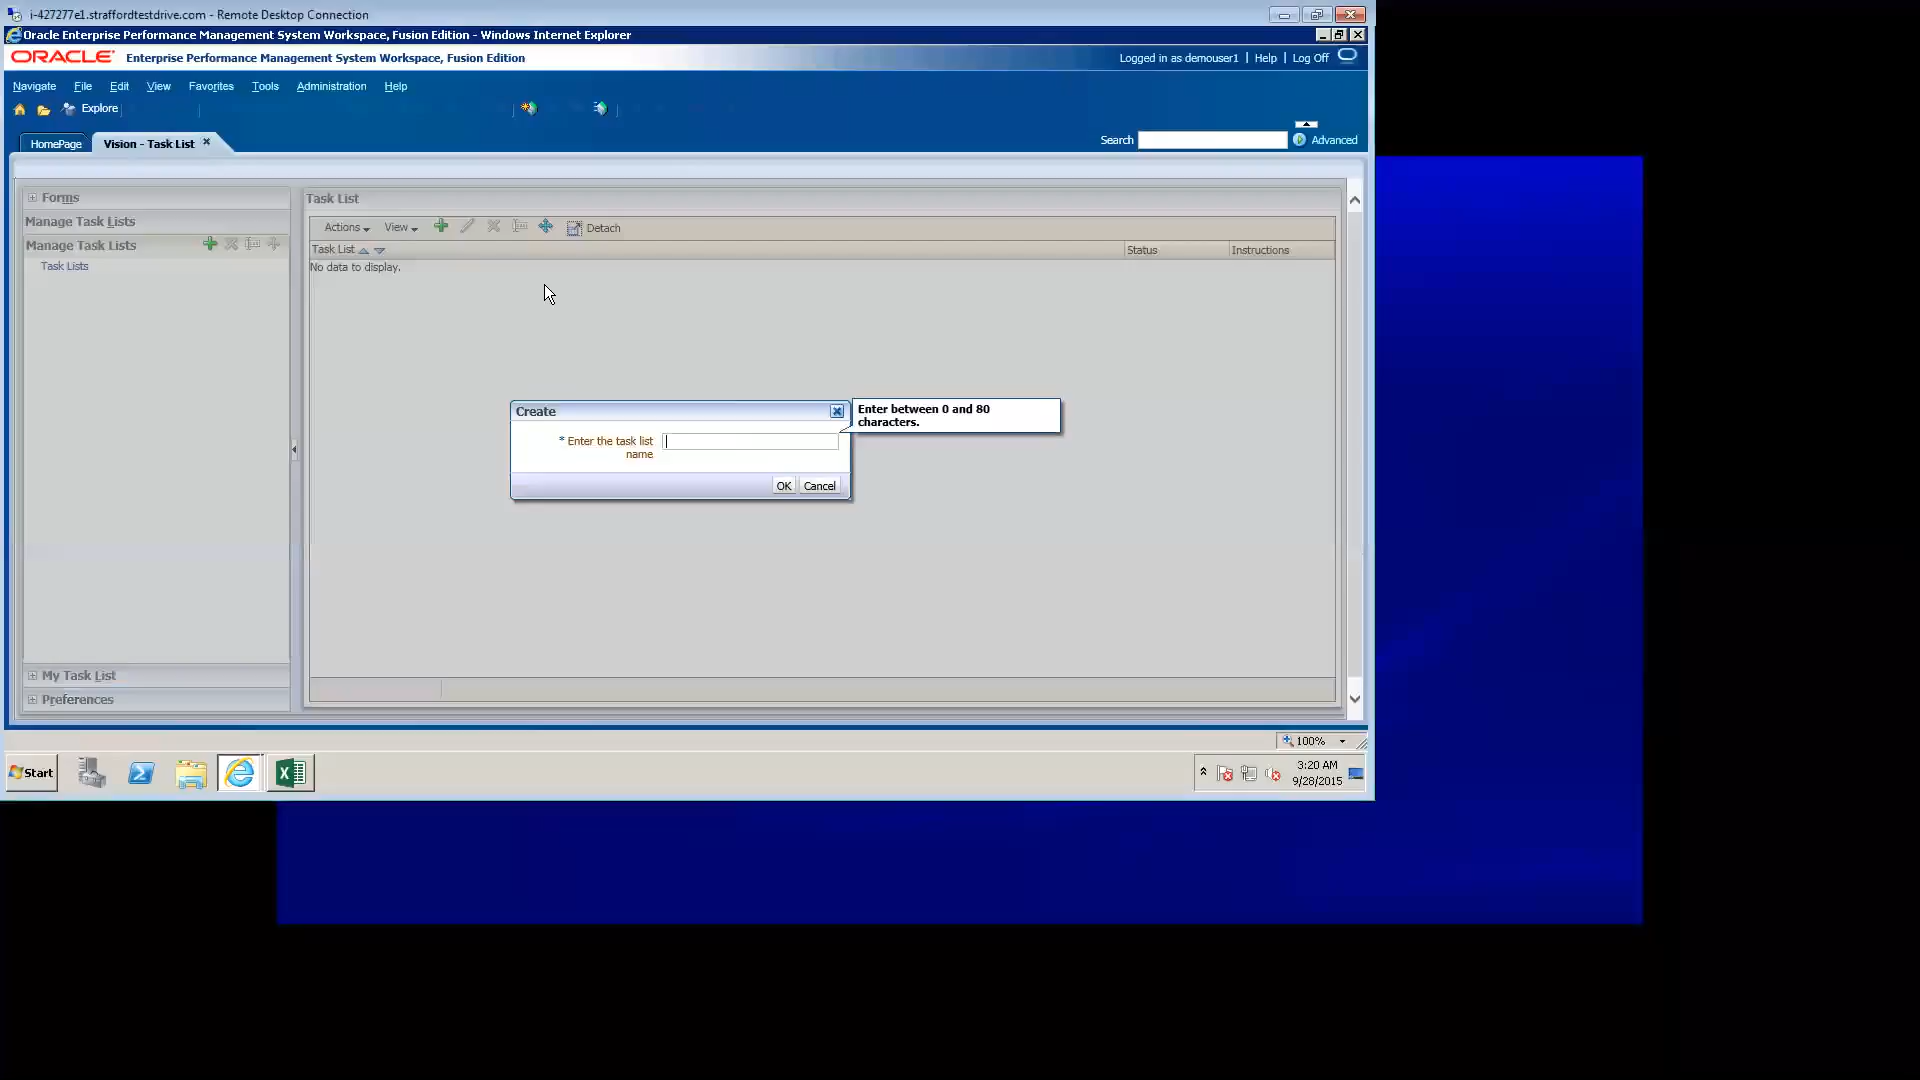 i-427277e1.straffordtestdrive.com - Remote Desktop Connection
Oracle Enterprise Performance Management System Workspace, Fusion Edition - Windows Internet Explorer
ORACLE Enterprise Performance Management System Workspace, Fusion Edition
Logged in as demouser1 | Help | Log Off
Navigate File Edit View Favorites Tools Administration Help
Explore
HomePage Vision - Task List
Search Advanced
Forms
Manage Task Lists
Manage Task Lists
Task Lists
My Task List
Preferences
Task List
Actions View Detach
Task List Status Instructions
No data to display.
Create
Enter between 0 and 80
characters.
* Enter the task list
name
OK Cancel
100%
Start
3:20 AM
9/28/2015